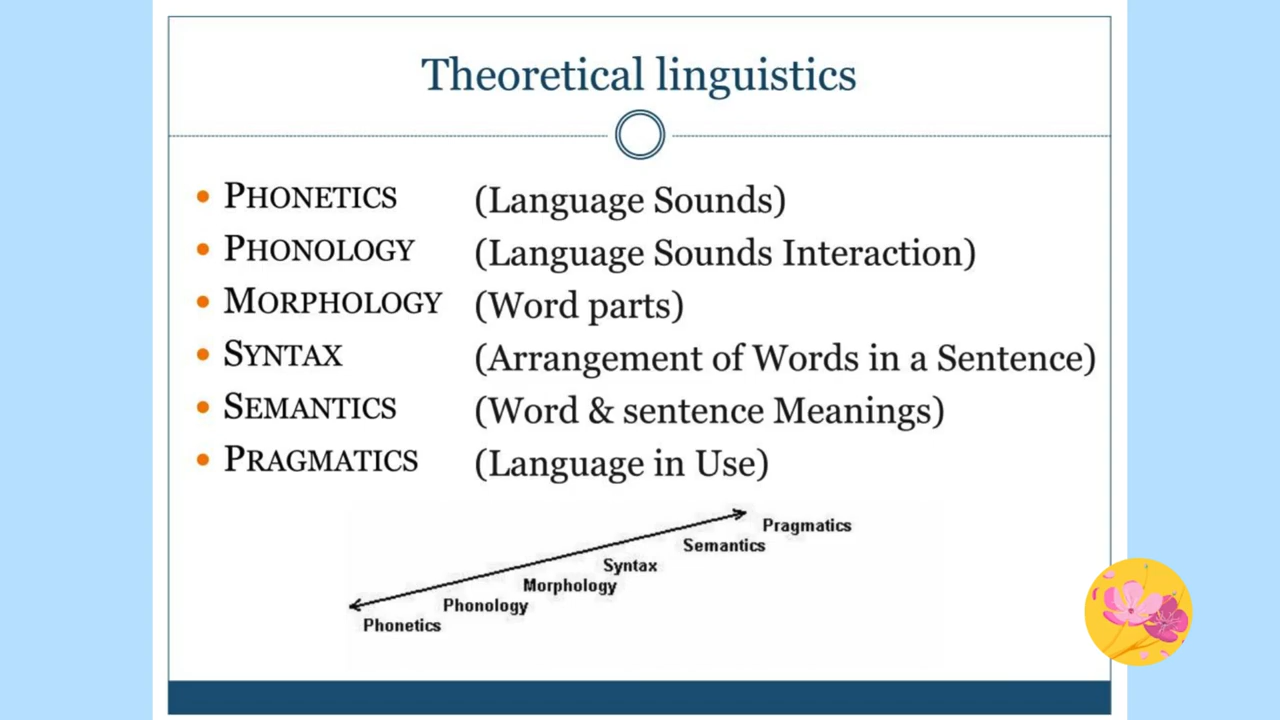 Theoretical linguistics
• PHONETICS (Language Sounds)
• PHONOLOGY (Language Sounds Interaction)
• MORPHOLOGY (Word parts)
• SYNTAX (Arrangement of Words in a Sentence)
• SEMANTICS (Word & sentence Meanings)
• PRAGMATICS (Language in Use)
Pragmatics
Semantics
Syntax
Morphology
Phonology
Phonetics